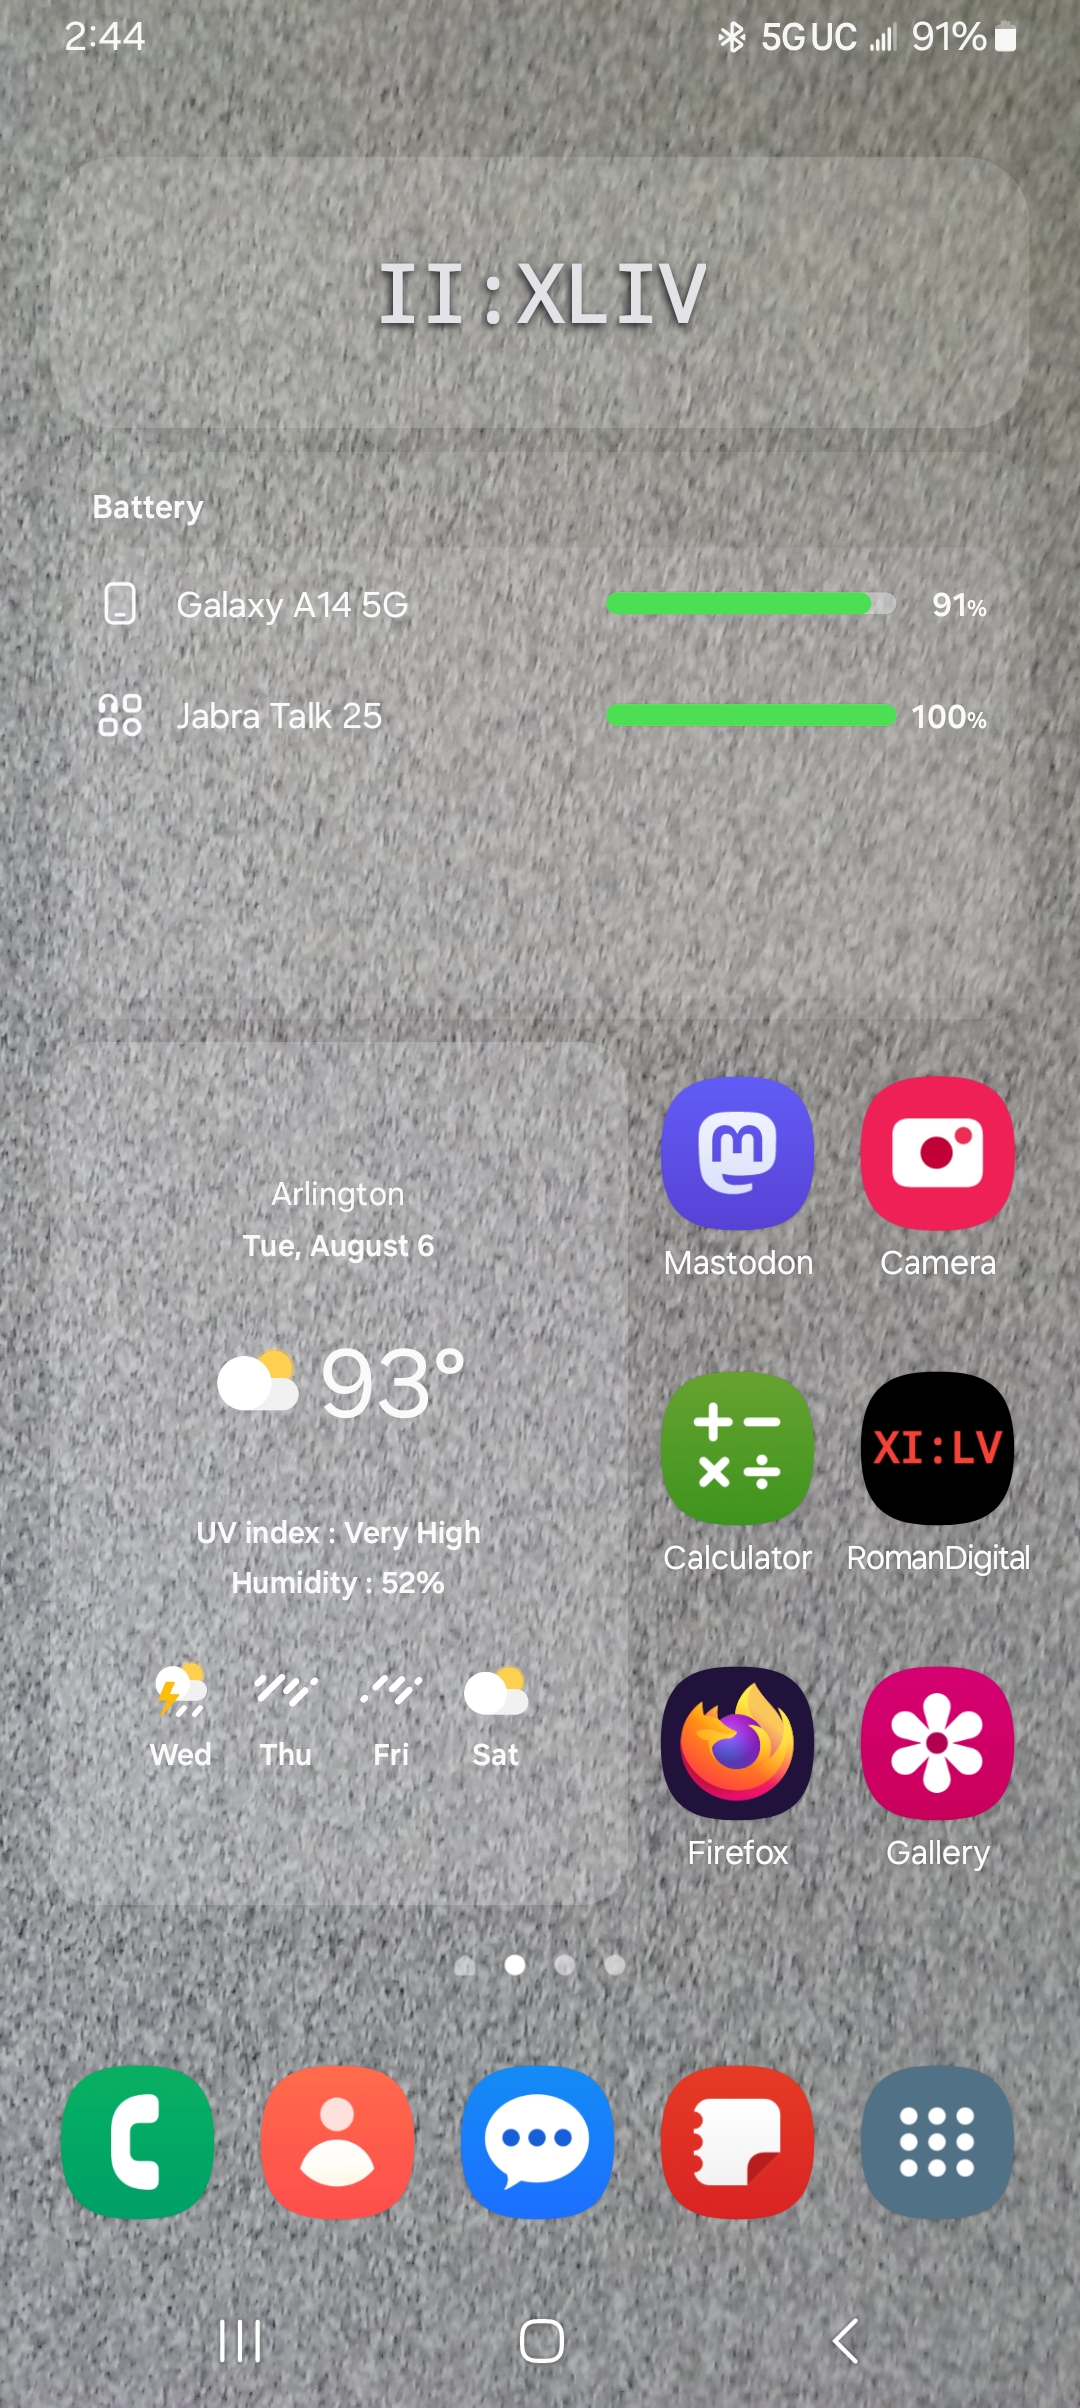 2:44 5G UC 91%
II:XLIV
Battery
Galaxy A14 5G 91%
Jabra Talk 25 100%
Arlington
Tue, August 6
93°
UV index : Very High
Humidity : 52%
Wed Thu Fri Sat
m
Mastodon Camera
XI:LV
Calculator RomanDigital
Firefox Gallery